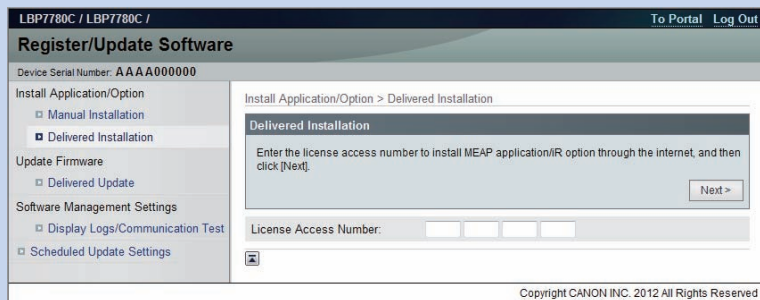 LBP7780C / LBP7780C /
To Portal Log Out
Register/Update Software
Device Serial Number: AAAA000000
Install Application/Option
Manual Installation
Delivered Installation
Update Firmware
Delivered Update
Software Management Settings
Display Logs/Communication Test
Scheduled Update Settings
Install Application/Option > Delivered Installation
Delivered Installation
Enter the license access number to install MEAP application/iR option through the internet, and then
click [Next].
Next >
License Access Number:
Copyright CANON INC. 2012 All Rights Reserved